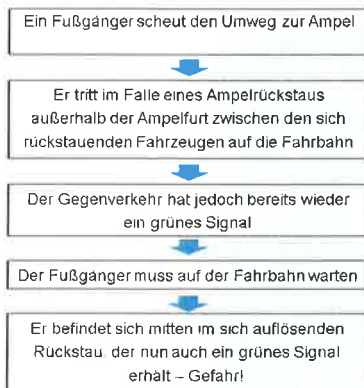 Ein Fußgänger scheut den Umweg zur Ampel
Er tritt im Falle eines Ampelrückstaus
außerhalb der Ampelfurt zwischen den sich
rückstauenden Fahrzeugen auf die Fahrbahn
Der Gegenverkehr hat jedoch bereits wieder
ein grünes Signal
Der Fußgänger muss auf der Fahrbahn warten
Er befindet sich mitten im sich auflösenden
Rückstau, der nun auch ein grünes Signal
erhält – Gefahr!